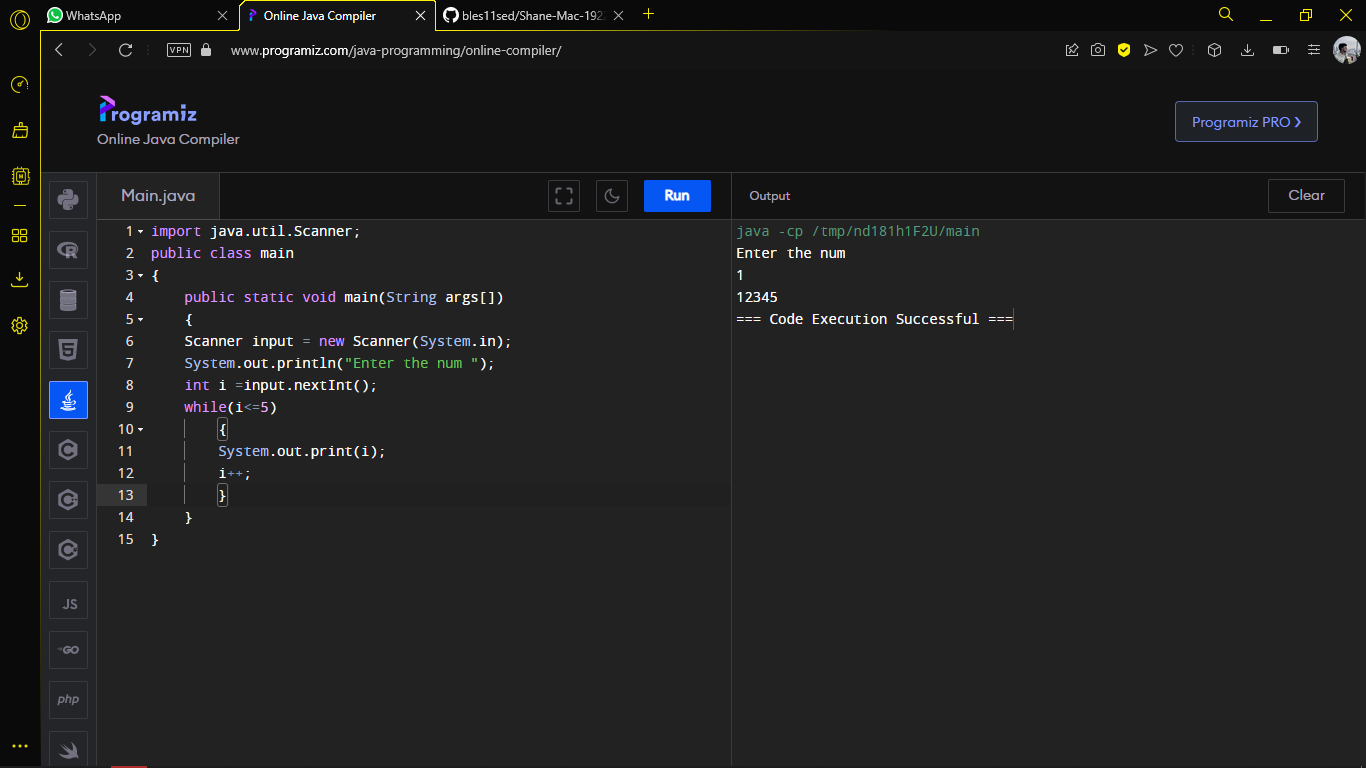 WhatsApp
Online Java Compiler
bles11sed/Shane-Mac-192
VPN
www.programiz.com/java-programming/online-compiler/
Programiz
Online Java Compiler
Programiz PRO ❯
Main.java
Run
Output
Clear
1 import java.util.Scanner;
2 public class main
3 {
4 public static void main(String args[])
5 {
6 Scanner input = new Scanner(System.in);
7 System.out.println("Enter the num ");
8 int i =input.nextInt();
9 while(i<=5)
10 {
11 System.out.print(i);
12 i++;
13 }
14 }
15 }
java -cp /tmp/nd181h1F2U/main
Enter the num
1
12345
=== Code Execution Successful ===
JS
GO
php